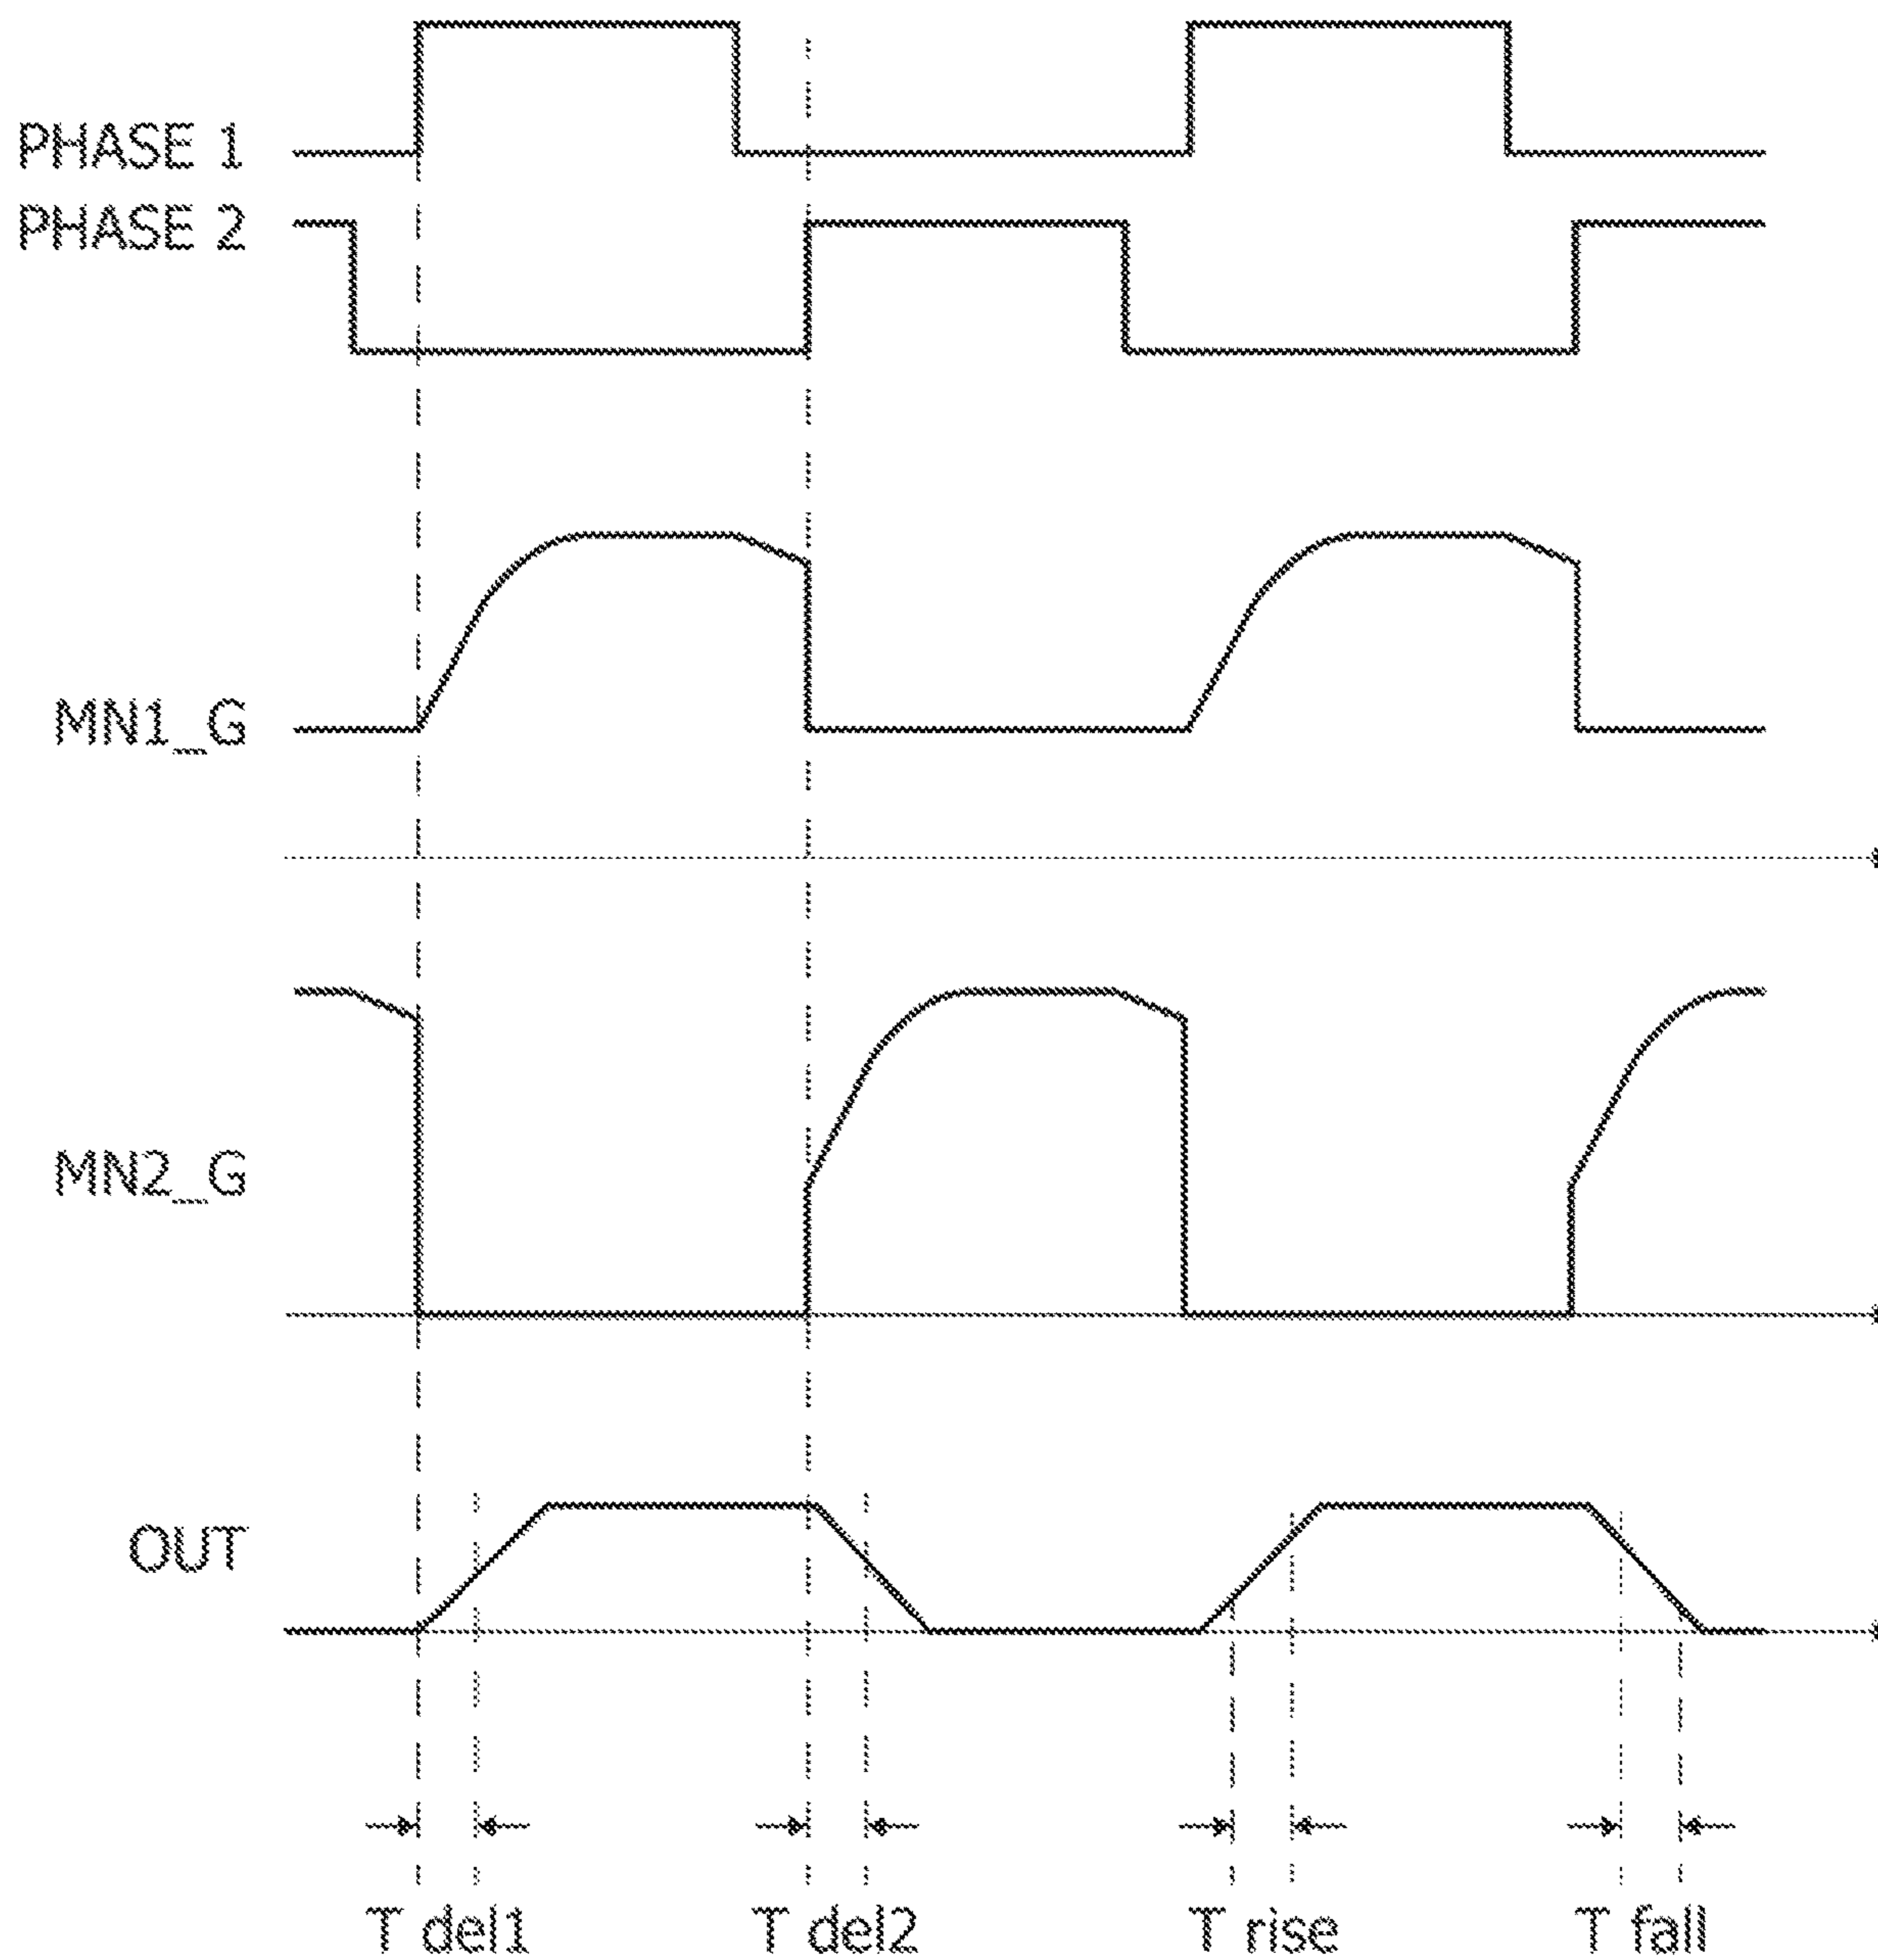 PHASE 1
PHASE 2
MN1_G
MN2_G
OUT
T del1
T del2
T rise
T fall